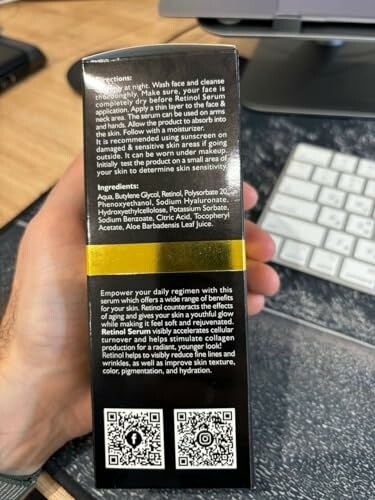 Directions:
Apply at night. Wash face and cleanse
thoroughly. Make sure, your face is
completely dry before Retinol Serum
application. Apply a thin layer to the face &
neck area. The serum can be used on arms
and hands. Allow the product to absorb into
the skin. Follow with a moisturizer.
It is recommended using sunscreen on
damaged & sensitive skin areas if going
outside. It can be worn under makeup.
Initially test the product on a small area of
your skin to determine skin sensitivity.
Ingredients:
Aqua, Butylene Glycol, Retinol, Polysorbate 20,
Phenoxyethanol, Sodium Hyaluronate,
Hydroxyethylcellolose, Potassium Sorbate,
Sodium Benzoate, Citric Acid, Tocopheryl
Acetate, Aloe Barbadensis Leaf Juice.
Empower your daily regimen with this
serum which offers a wide range of benefits
for your skin. Retinol counteracts the effects
of aging and gives your skin a youthful glow
while making it feel soft and rejuvenated.
Retinol Serum visibly accelerates cellular
turnover and helps stimulate collagen
production for a radiant, younger look!
Retinol helps to visibly reduce fine lines and
wrinkles, as well as improve skin texture,
color, pigmentation, and hydration.